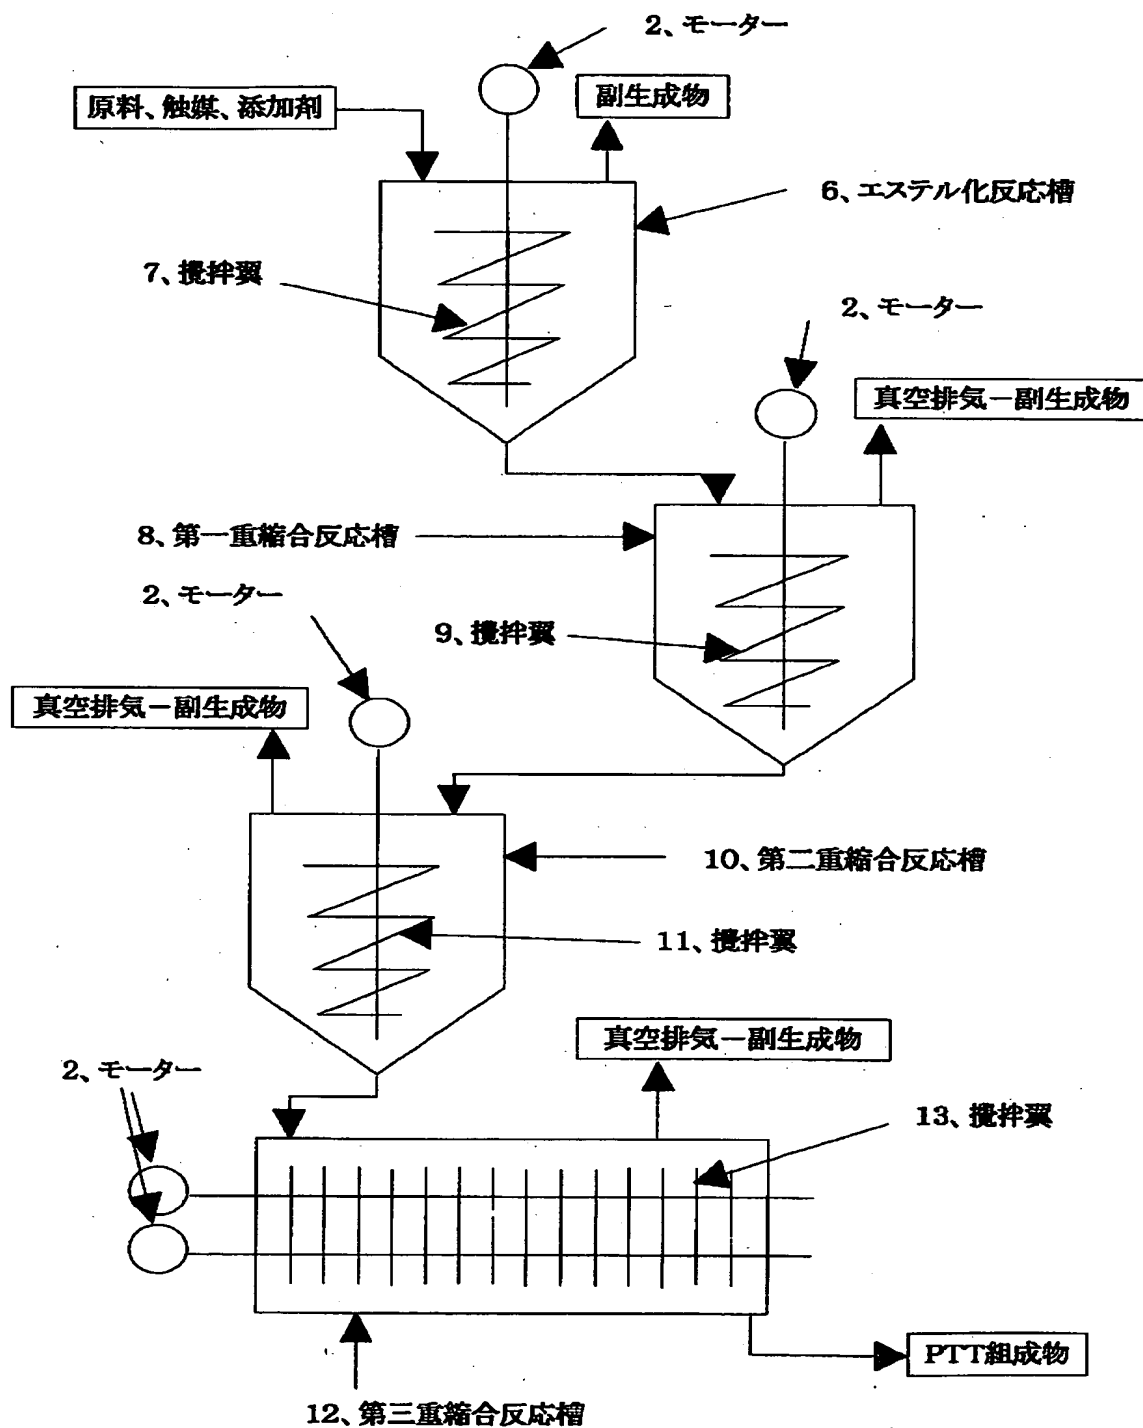 2、モーター
原料、触媒、添加剤
副生成物
6、エステル化反応槽
7、攪拌翼
2、モーター
真空排気－副生成物
8、第一重縮合反応槽
2、モーター
9、攪拌翼
真空排気－副生成物
10、第二重縮合反応槽
11、攪拌翼
真空排気－副生成物
2、モーター
13、攪拌翼
PTT組成物
12、第三重縮合反応槽